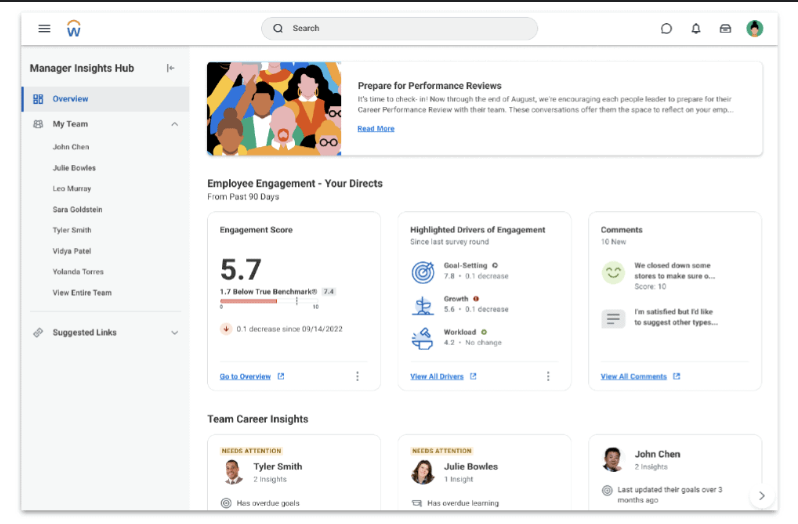 Search
Manager Insights Hub
Overview
My Team
John Chen
Julie Bowles
Leo Murray
Sara Goldstein
Tyler Smith
Vidya Patel
Yolanda Torres
View Entire Team
Suggested Links
Prepare for Performance Reviews
It's time to check- in! Now through the end of August, we're encouraging each people leader to prepare for their
Career Performance Review with their team. These conversations offer them the space to reflect on your emp...
Read More
Employee Engagement - Your Directs
From Past 90 Days
Engagement Score
5.7
1.7 Below True Benchmark® 7.4
0 10
0.1 decrease since 09/14/2022
Go to Overview
Highlighted Drivers of Engagement
Since last survey round
Goal-Setting
7.8 • 0.1 decrease
Growth
5.6 • 0.1 decrease
Workload
4.2 • No change
View All Drivers
Comments
10 New
We closed down some
stores to make sure o...
Score: 10
I'm satisfied but I'd like
to suggest other types...
View All Comments
Team Career Insights
NEEDS ATTENTION
Tyler Smith
2 Insights
Has overdue goals
NEEDS ATTENTION
Julie Bowles
1 Insight
Has overdue learning
John Chen
2 Insights
Last updated their goals over 3
months ago